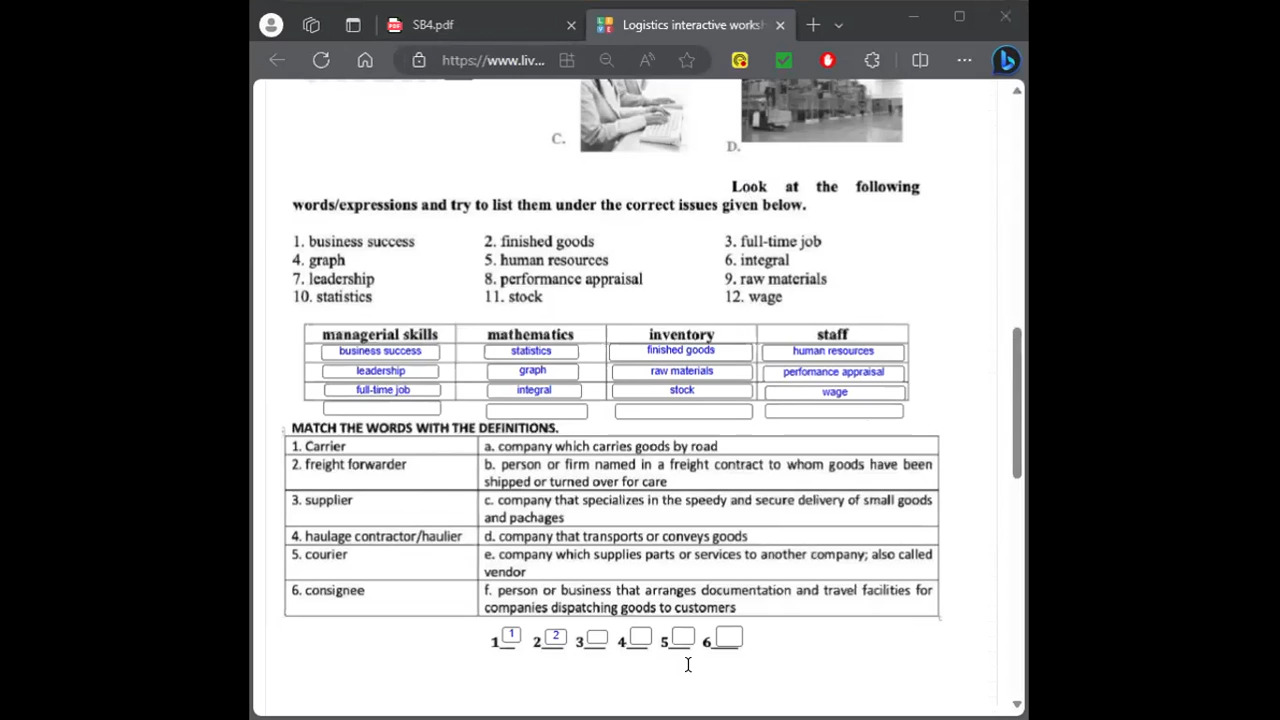 SB4.pdf
Logistics interactive worksh
https://www.liv...
C.
D.
Look at the following
words/expressions and try to list them under the correct issues given below.
1. business success 2. finished goods 3. full-time job
4. graph 5. human resources 6. integral
7. leadership 8. performance appraisal 9. raw materials
10. statistics 11. stock 12. wage
managerial skills mathematics inventory staff
business success statistics finished goods human resources
leadership graph raw materials perfomance appraisal
full-time job integral stock wage
MATCH THE WORDS WITH THE DEFINITIONS.
1. Carrier a. company which carries goods by road
2. freight forwarder b. person or firm named in a freight contract to whom goods have been
shipped or turned over for care
3. supplier c. company that specializes in the speedy and secure delivery of small goods
and pachages
4. haulage contractor/haulier d. company that transports or conveys goods
5. courier e. company which supplies parts or services to another company; also called
vendor
6. consignee f. person or business that arranges documentation and travel facilities for
companies dispatching goods to customers
1 1 2 2 3 4 5 6